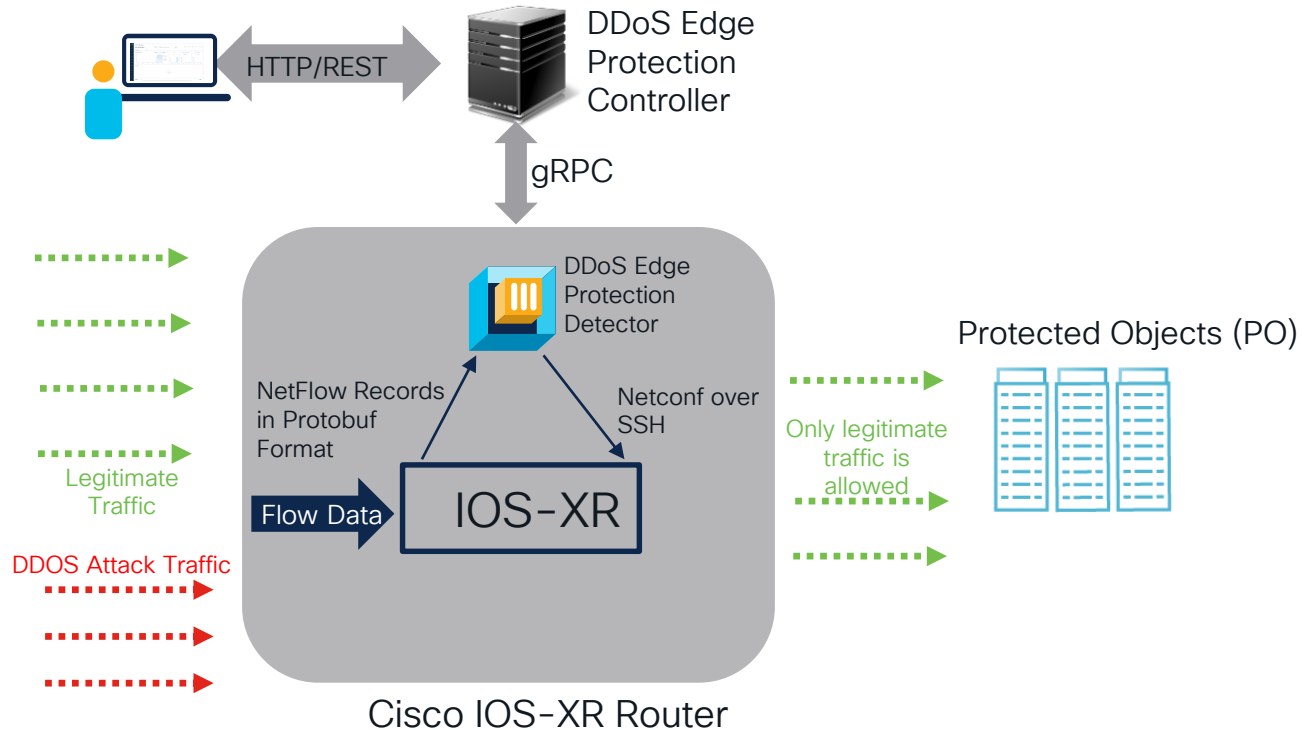 DDoS Edge
Protection
Controller
HTTP/REST
gRPC
DDoS Edge
Protection
Detector
NetFlow Records
in Protobuf
Format
Netconf over
SSH
Flow Data
IOS-XR
Legitimate
Traffic
DDOS Attack Traffic
Only legitimate
traffic is
allowed
Protected Objects (PO)
Cisco IOS-XR Router